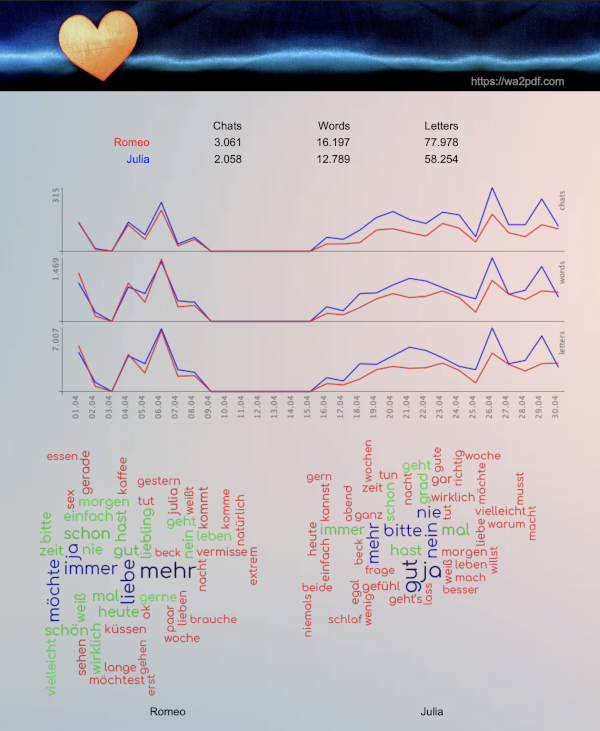 https://wa2pdf.com
Chats Words Letters
Romeo 3.061 16.197 77.978
Julia 2.058 12.789 58.254
315
chats
1.469
words
7.007
letters
01.04 02.04 03.04 04.04 05.04 06.04 07.04 08.04 09.04 10.04 11.04 12.04 13.04 14.04 15.04 16.04 17.04 18.04 19.04 20.04 21.04 22.04 23.04 24.04 25.04 26.04 27.04 28.04 29.04 30.04
essen
gerade
kaffee
gestern
sex
morgen
tut
julia
weißt
kommt
komme
natürlich
bitte
einfach
hast
liebling
geht
schon
nein
leben
zeit
ja
nie
gut
beck
vermisse
extrem
immer
liebe
mehr
nacht
möchte
weiß
mal
gerne
heute
ok
paar
lieben
brauche
schön
wirklich
küssen
woche
vielleicht
sehen
lange
gehen
möchtest
erst
Romeo
wochen
geht
gute
richtig
woche
gern
kannst
abend
zeit
tun
schon
nacht
grad
gar
wirklich
möchte
musst
macht
ganz
nie
tut
vielleicht
heute
immer
mehr
bitte
nein
mal
liebe
warum
einfach
beck
hast
morgen
willst
frage
gut
ja
weiß
leben
mach
beide
egal
gefühl
besser
niemals
wenig
geht's
lass
schlaf
Julia